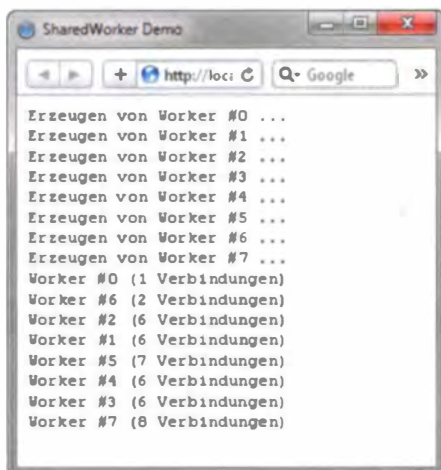 SharedWorker Demo
http://loc
Google
Erzeugen von Worker #0 ...
Erzeugen von Worker #1 ...
Erzeugen von Worker #2 ...
Erzeugen von Worker #3 ...
Erzeugen von Worker #4 ...
Erzeugen von Worker #5 ...
Erzeugen von Worker #6 ...
Erzeugen von Worker #7 ...
Worker #0 (1 Verbindungen)
Worker #6 (2 Verbindungen)
Worker #2 (6 Verbindungen)
Worker #1 (6 Verbindungen)
Worker #5 (7 Verbindungen)
Worker #4 (6 Verbindungen)
Worker #3 (6 Verbindungen)
Worker #7 (8 Verbindungen)